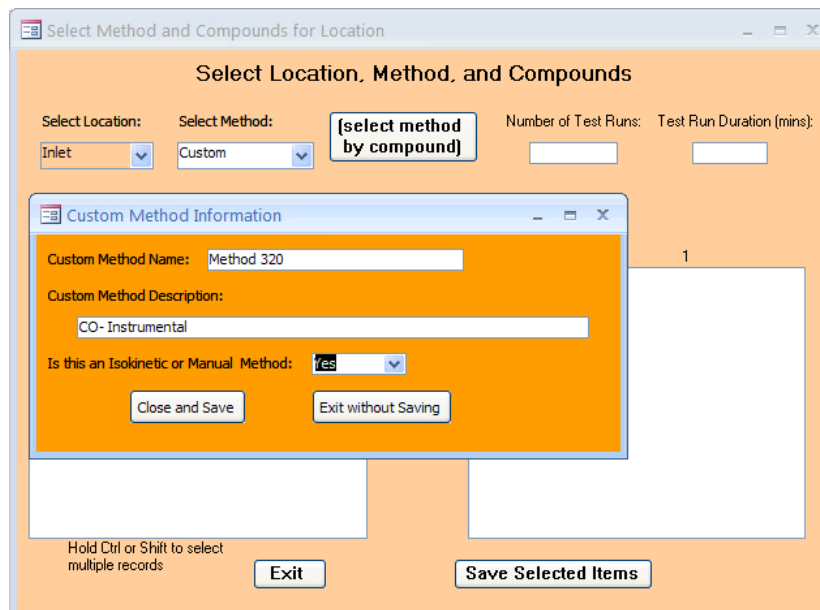 Select Method and Compounds for Location
Select Location, Method, and Compounds
Select Location:
Select Method:
(select method
by compound)
Number of Test Runs:
Test Run Duration (mins):
Inlet
Custom
Custom Method Information
1
Custom Method Name:
Method 320
Custom Method Description:
CO- Instrumental
Is this an Isokinetic or Manual Method:
Yes
Close and Save
Exit without Saving
Hold Ctrl or Shift to select
multiple records
Exit
Save Selected Items